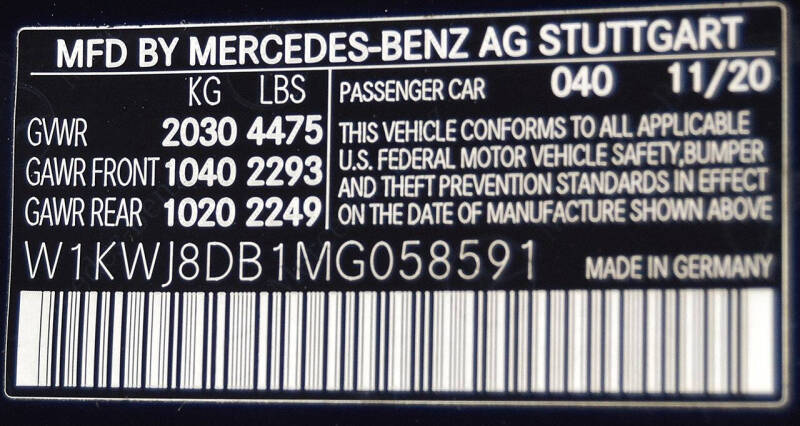 MFD BY MERCEDES-BENZ AG STUTTGART
KG LBS
GVWR 2030 4475
GAWR FRONT 1040 2293
GAWR REAR 1020 2249
PASSENGER CAR 040 11/20
THIS VEHICLE CONFORMS TO ALL APPLICABLE
U.S. FEDERAL MOTOR VEHICLE SAFETY,BUMPER
AND THEFT PREVENTION STANDARDS IN EFFECT
ON THE DATE OF MANUFACTURE SHOWN ABOVE
W1KWJ8DB1MG058591 MADE IN GERMANY